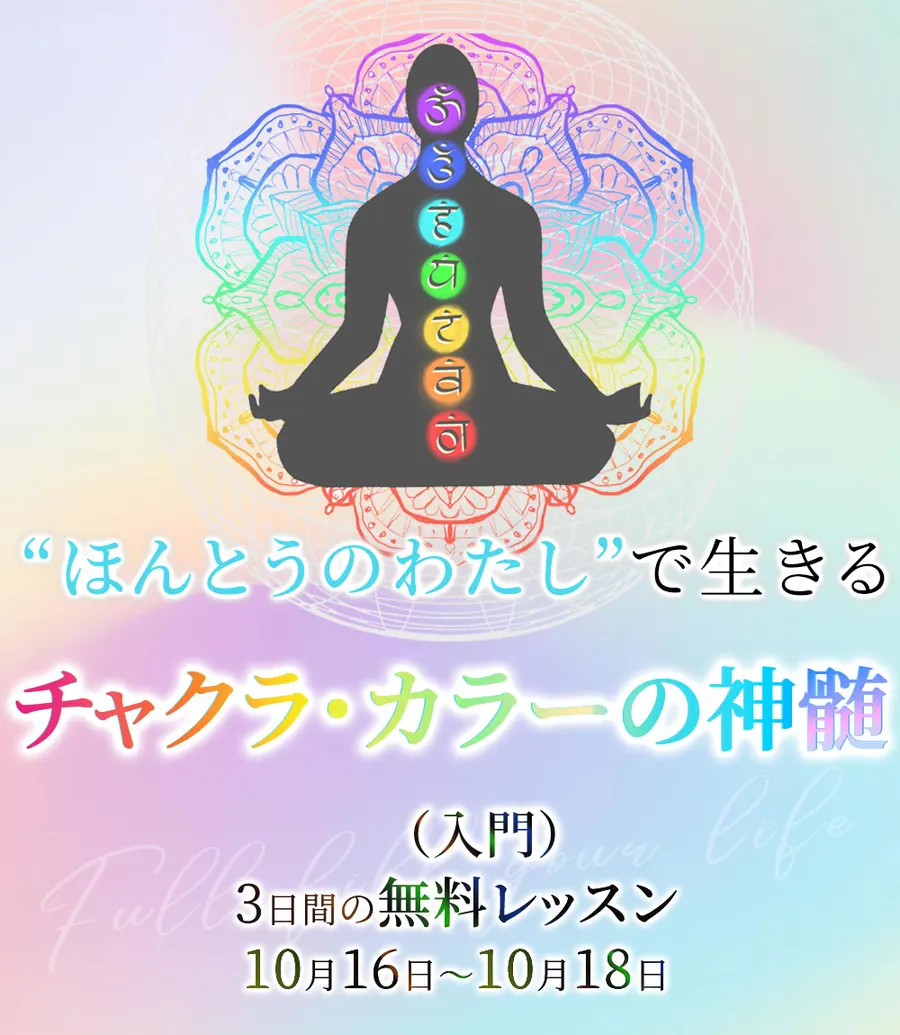 ॐ
ॐ
हं
यं
रं
वं
“ほんとうのわたし”で生きる
チャクラ・カラーの神髄
（入門）
3日間の無料レッスン
10月16日～10月18日